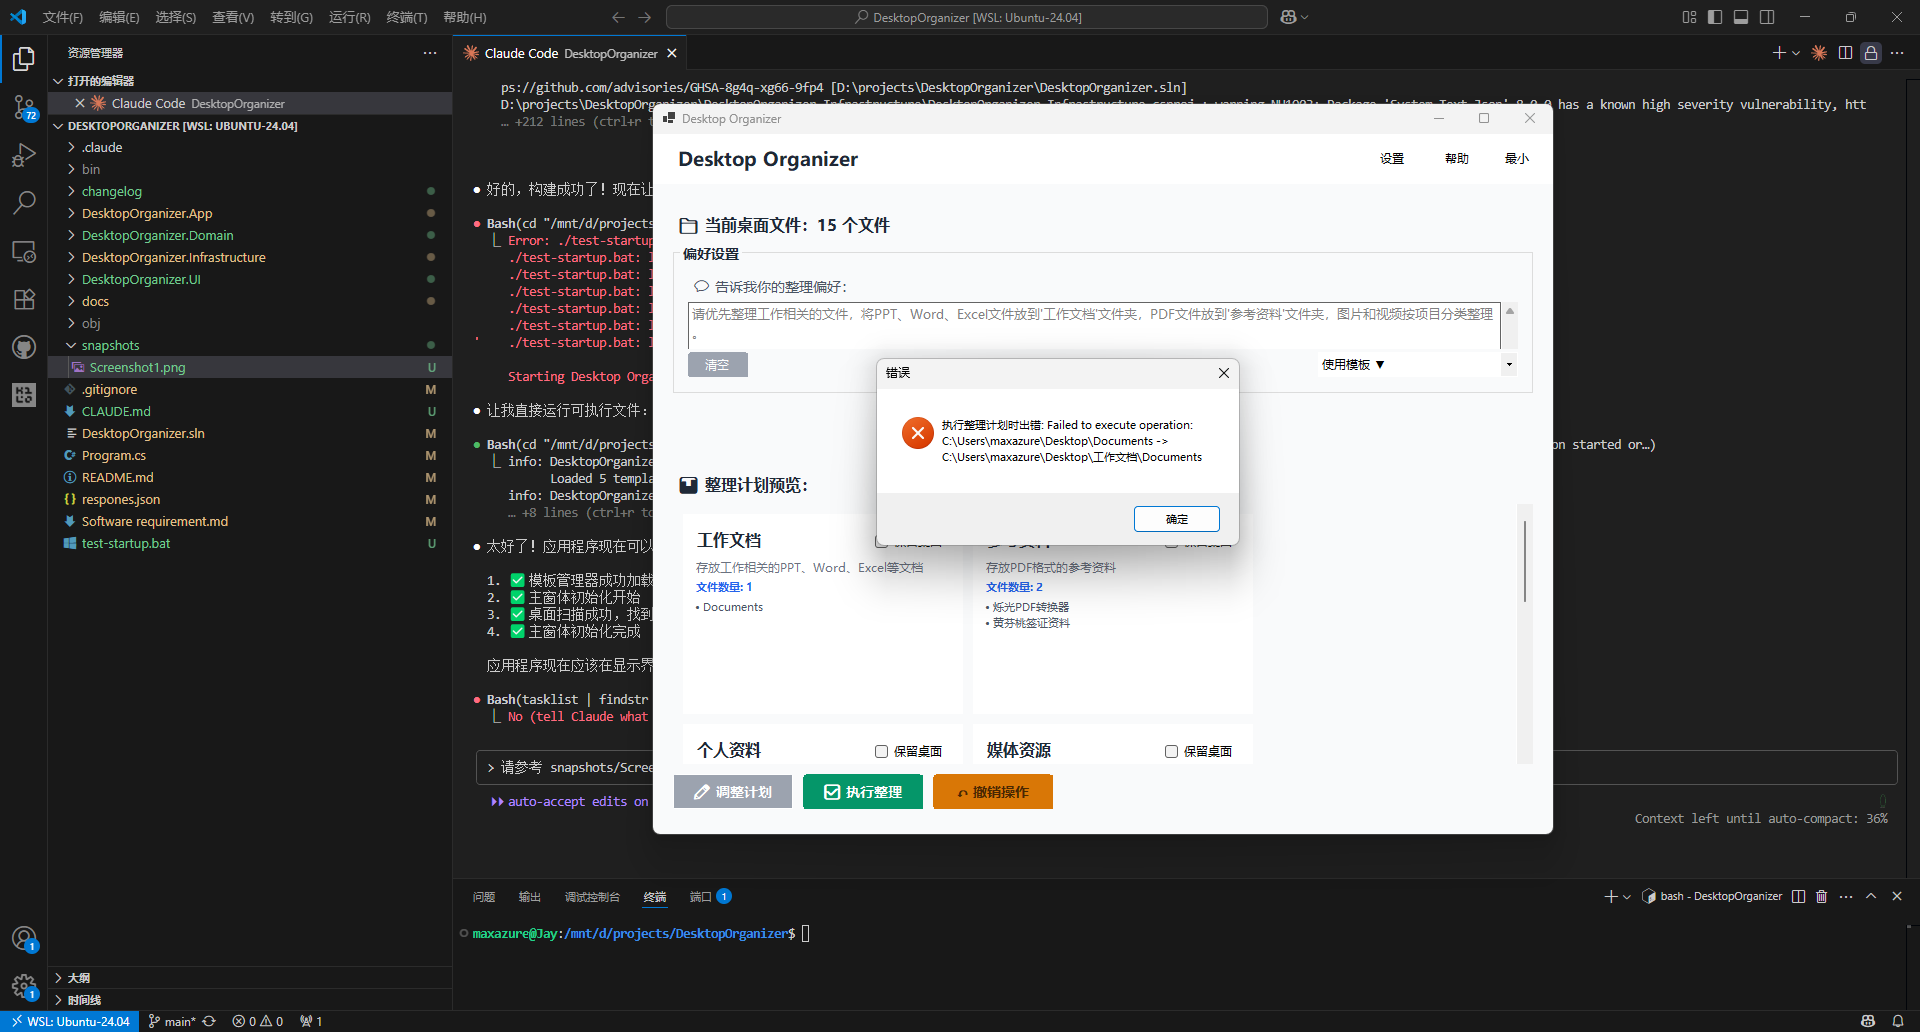 文件(F) 编辑(E) 选择(S) 查看(V) 转到(G) 运行(R) 终端(T) 帮助(H)
DesktopOrganizer [WSL: Ubuntu-24.04]
资源管理器
打开的编辑器
Claude Code DesktopOrganizer
DESKTOPORGANIZER [WSL: UBUNTU-24.04]
.claude
bin
changelog
DesktopOrganizer.App
DesktopOrganizer.Domain
DesktopOrganizer.Infrastructure
DesktopOrganizer.UI
docs
obj
snapshots
Screenshot1.png U
.gitignore M
CLAUDE.md U
DesktopOrganizer.sln M
Program.cs M
README.md M
respones.json M
Software requirement.md M
test-startup.bat U
大纲
时间线
72
1
1
Claude Code DesktopOrganizer
ps://github.com/advisories/GHSA-8g4q-xg66-9fp4 [D:\projects\DesktopOrganizer\DesktopOrganizer.sln]
has a known high severity vulnerability, htt
… +212 lines (ctrl+r t
● 好的，构建成功了！现在让
● Bash(cd "/mnt/d/projects
Error: ./test-startup
./test-startup.bat: l
./test-startup.bat: l
./test-startup.bat: l
./test-startup.bat: l
./test-startup.bat: l
' ./test-startup.bat: l
Starting Desktop Orga
● 让我直接运行可执行文件：
● Bash(cd "/mnt/d/projects
on started or…)
info: DesktopOrganize
Loaded 5 templa
info: DesktopOrganize
… +8 lines (ctrl+r to
● 太好了！应用程序现在可以
1. ✅ 模板管理器成功加载
2. ✅ 主窗体初始化开始
3. ✅ 桌面扫描成功，找到
4. ✅ 主窗体初始化完成
应用程序现在应该在显示界
● Bash(tasklist | findstr
No (tell Claude what
> 请参考 snapshots/Scree
auto-accept edits on
Context left until auto-compact: 36%
Desktop Organizer
Desktop Organizer
设置 帮助 最小
当前桌面文件：15 个文件
偏好设置
告诉我你的整理偏好:
请优先整理工作相关的文件，将PPT、Word、Excel文件放到'工作文档'文件夹，PDF文件放到'参考资料'文件夹，图片和视频按项目分类整理
。
清空
使用模板 ▼
错误
执行整理计划时出错: Failed to execute operation:
C:\Users\maxazure\Desktop\Documents ->
C:\Users\maxazure\Desktop\工作文档\Documents
确定
整理计划预览：
工作文档
存放工作相关的PPT、Word、Excel等文档
文件数量: 1
• Documents
存放PDF格式的参考资料
文件数量: 2
• 烁光PDF转换器
• 黄芬桃签证资料
个人资料 保留桌面
媒体资源 保留桌面
调整计划
执行整理
撤销操作
问题 输出 调试控制台 终端 端口 1
bash - DesktopOrganizer
maxazure@Jay:/mnt/d/projects/DesktopOrganizer$
WSL: Ubuntu-24.04 main* 0 0 1